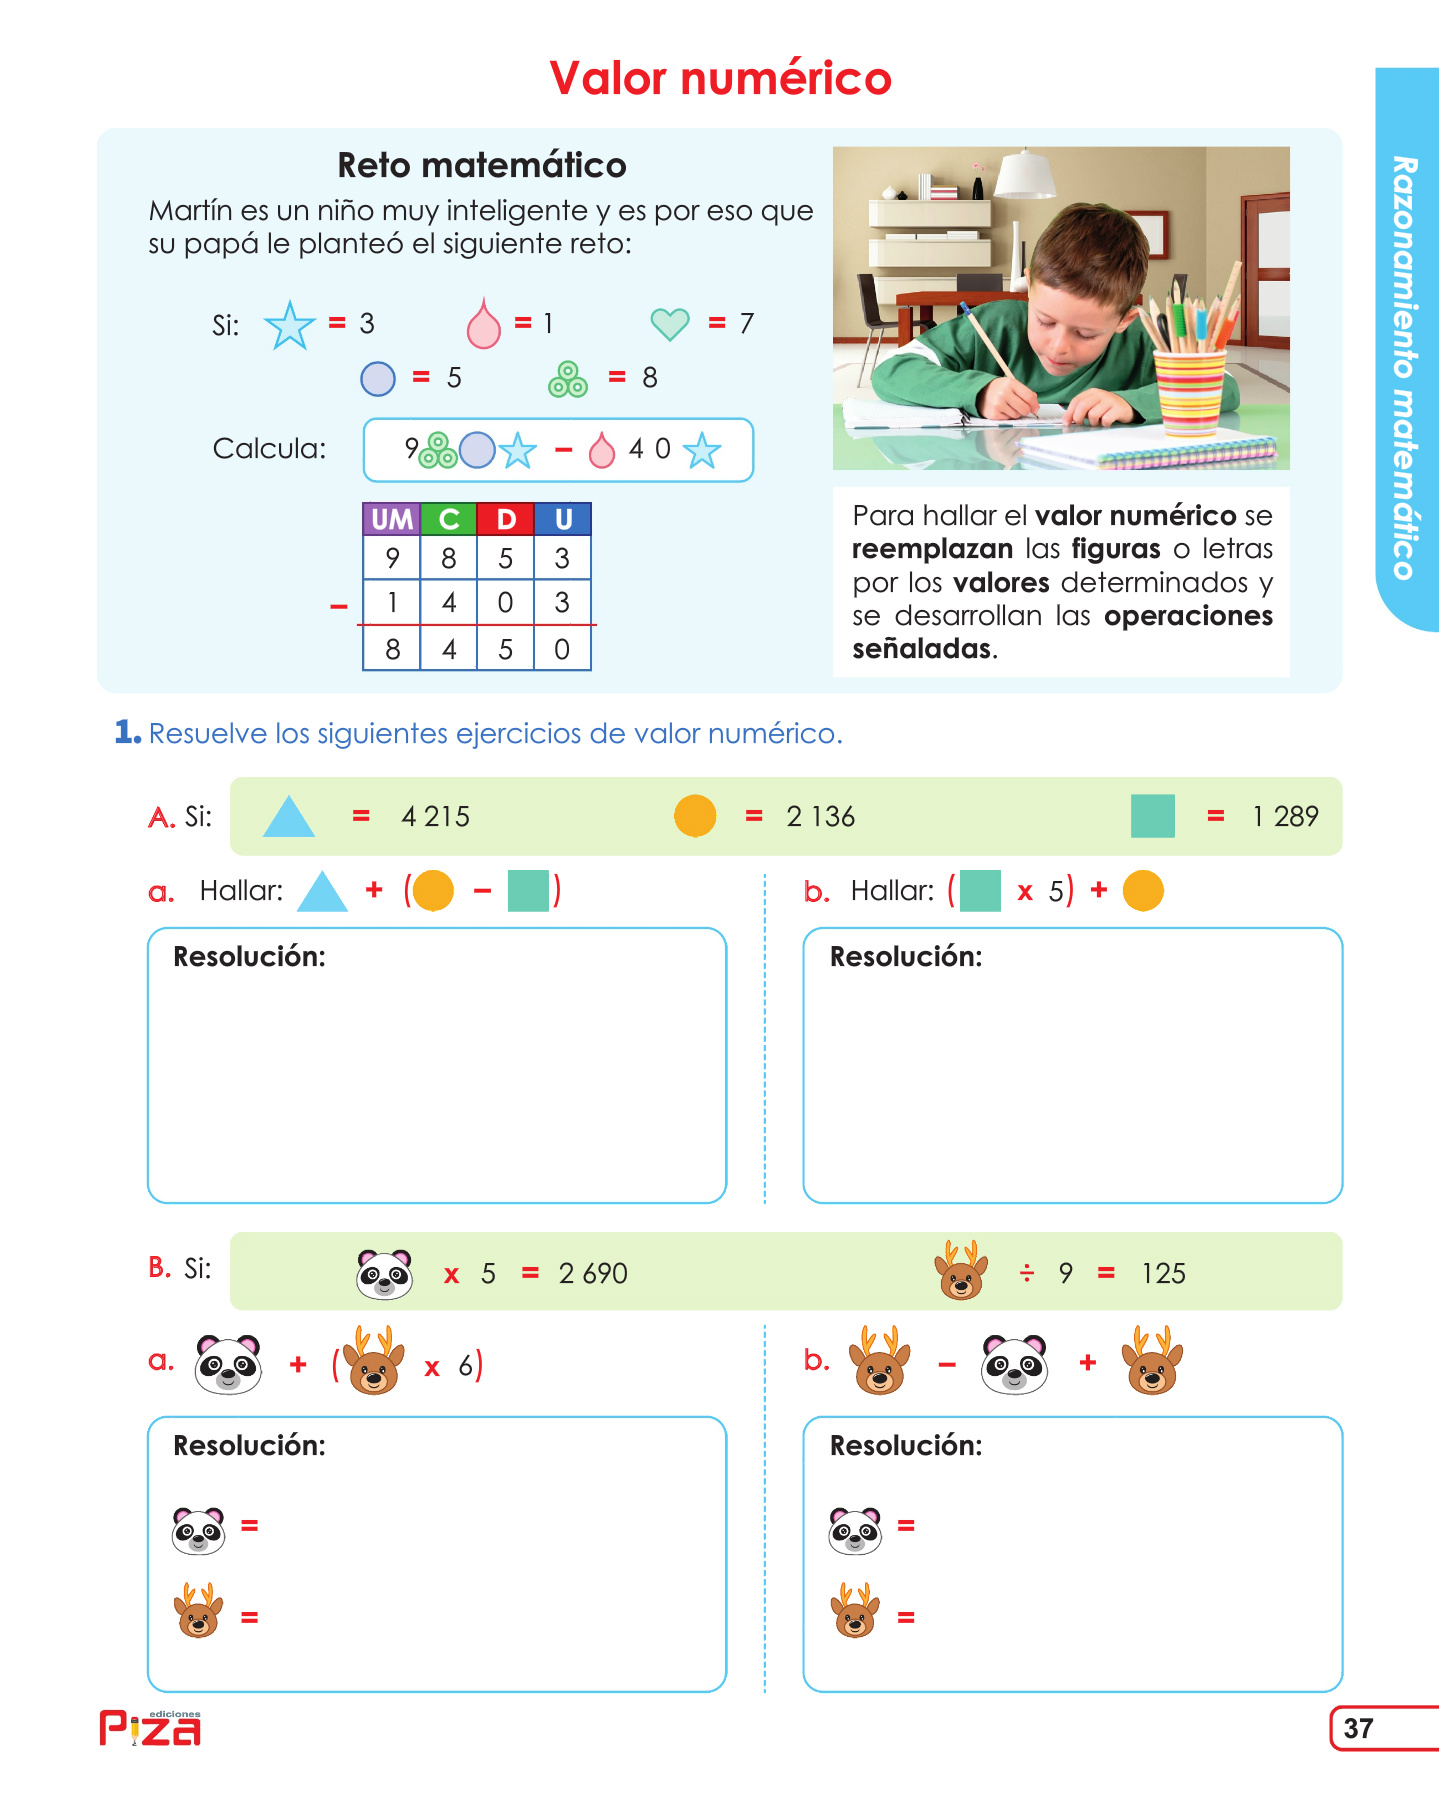 Valor numérico
Razonamiento matemático
Reto matemático
Martín es un niño muy inteligente y es por eso que
su papá le planteó el siguiente reto:
Si: = 3 = 1 = 7
= 5 = 8
Calcula: 9 – 4 0
UM C D U
9 8 5 3
– 1 4 0 3
8 4 5 0
Para hallar el valor numérico se
reemplazan las figuras o letras
por los valores determinados y
se desarrollan las operaciones
señaladas.
1. Resuelve los siguientes ejercicios de valor numérico.
A. Si: = 4 215 = 2 136 = 1 289
a. Hallar: + ( – )
b. Hallar: ( x 5) +
Resolución:
Resolución:
B. Si: x 5 = 2 690 ÷ 9 = 125
a. + ( x 6)
b. – +
Resolución:
=
=
Resolución:
=
=
ediciones
Piza
37